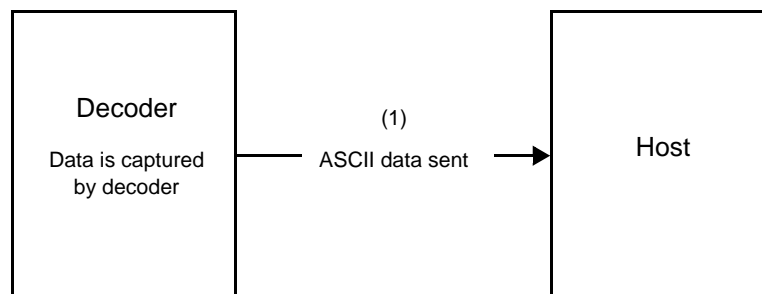 Decoder
Data is captured
by decoder
(1)
ASCII data sent
Host